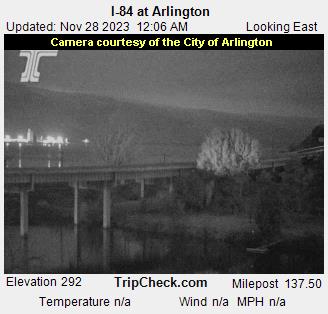 I-84 at Arlington
Updated: Nov 28 2023 12:06 AM Looking East
Camera courtesy of the City of Arlington
Elevation 292 TripCheck.com Milepost 137.50
Temperature n/a Wind n/a MPH n/a